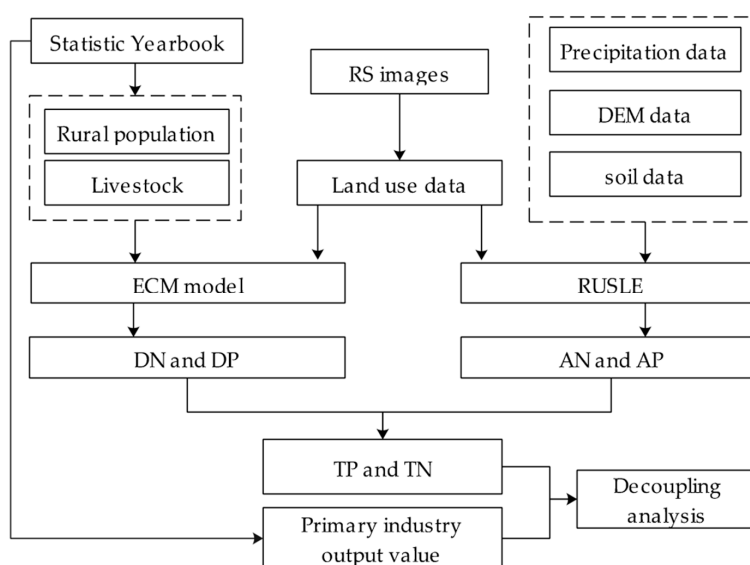 Statistic Yearbook
RS images
Precipitation data
DEM data
soil data
Rural population
Livestock
Land use data
ECM model
RUSLE
DN and DP
AN and AP
TP and TN
Decoupling
analysis
Primary industry
output value